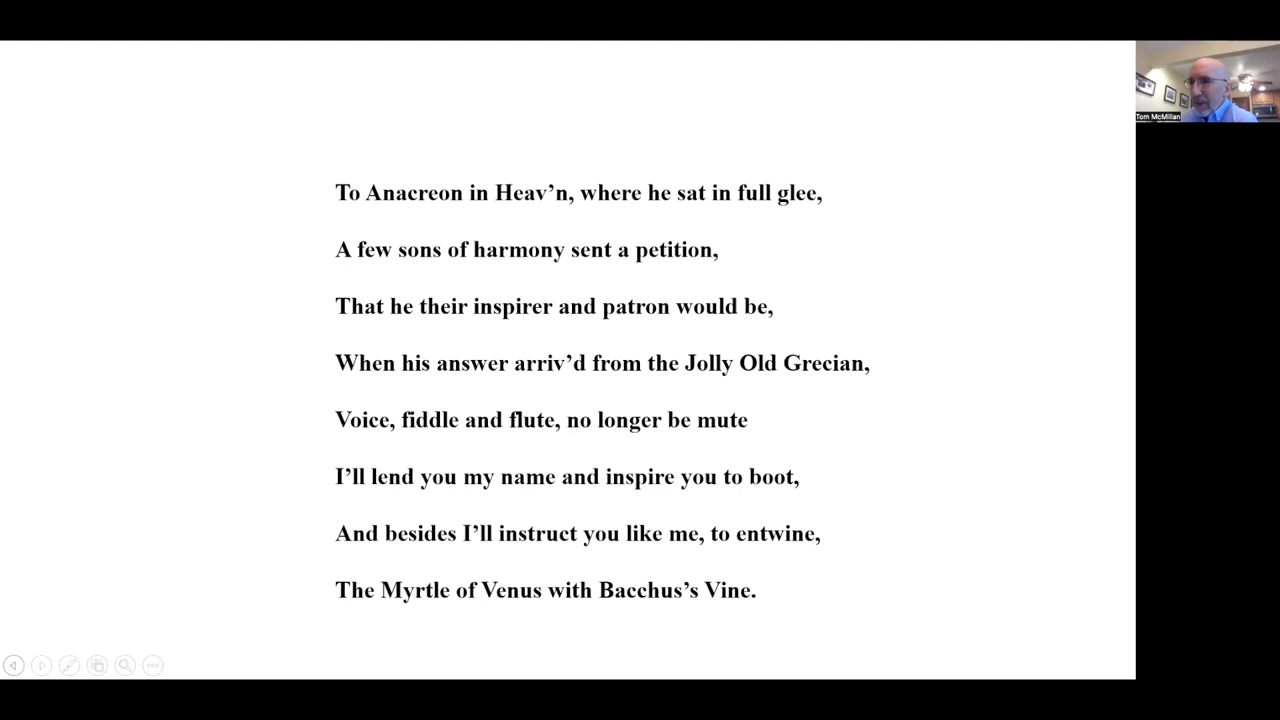 To Anacreon in Heav’n, where he sat in full glee,
A few sons of harmony sent a petition,
That he their inspirer and patron would be,
When his answer arriv’d from the Jolly Old Grecian,
Voice, fiddle and flute, no longer be mute
I’ll lend you my name and inspire you to boot,
And besides I’ll instruct you like me, to entwine,
The Myrtle of Venus with Bacchus’s Vine.
Tom McMillan